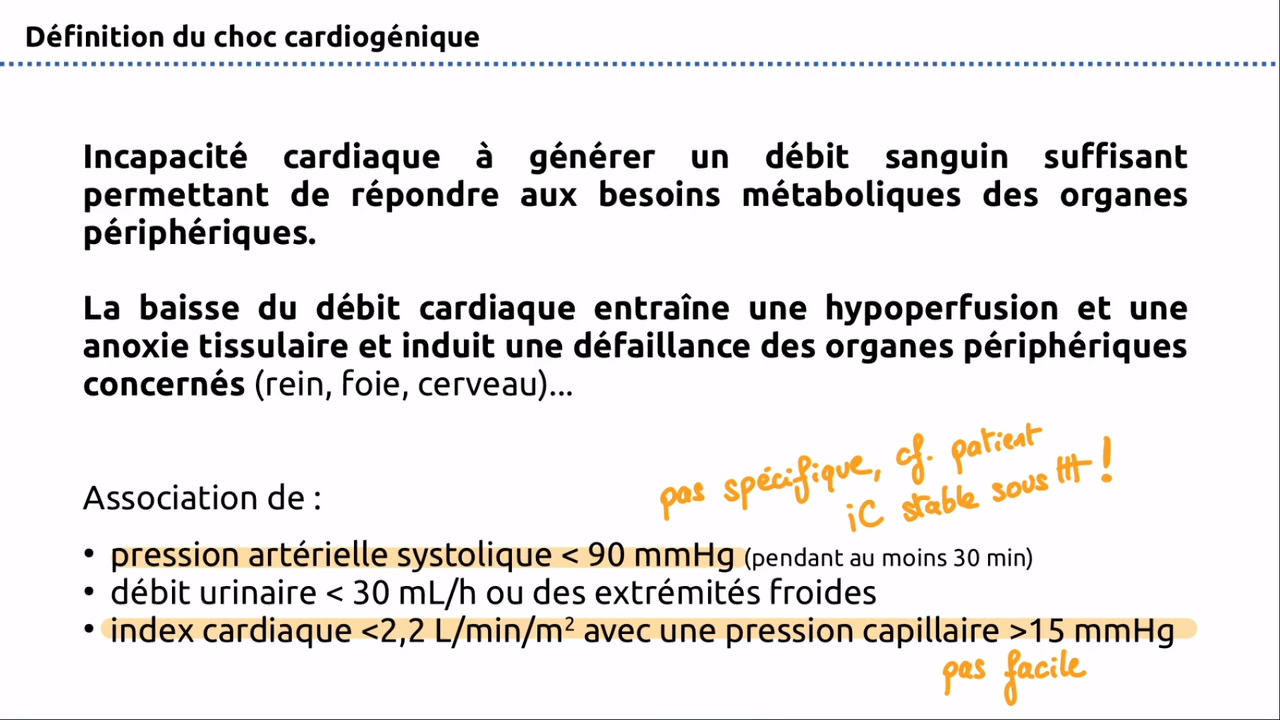 Définition du choc cardiogénique
Incapacité cardiaque à générer un débit sanguin suffisant
permettant de répondre aux besoins métaboliques des organes
périphériques.
La baisse du débit cardiaque entraîne une hypoperfusion et une
anoxie tissulaire et induit une défaillance des organes périphériques
concernés (rein, foie, cerveau)...
pas spécifique, cf. patient
iC stable sous ttt !
Association de :
• pression artérielle systolique < 90 mmHg (pendant au moins 30 min)
• débit urinaire < 30 mL/h ou des extrémités froides
• index cardiaque <2,2 L/min/m² avec une pression capillaire >15 mmHg
pas facile